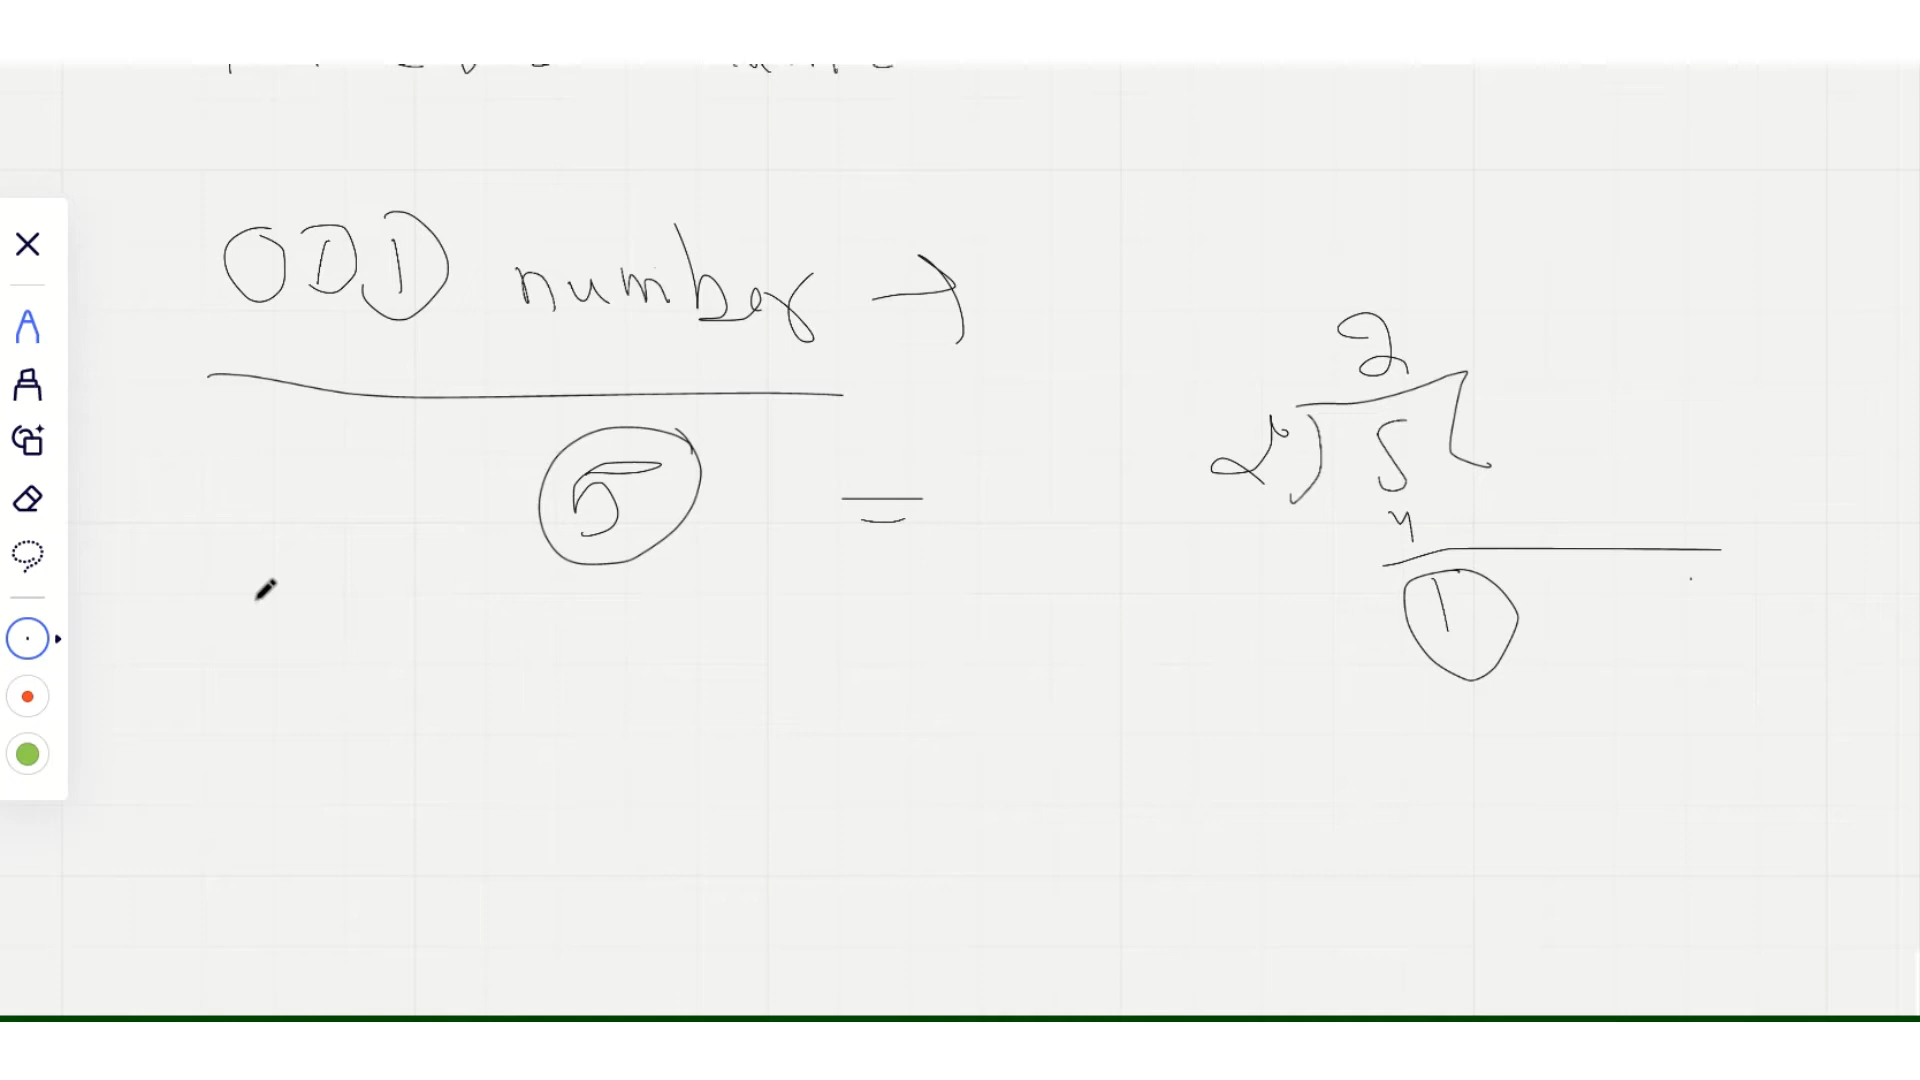 ODD number →
5 =
2
2) 5 (
4
1